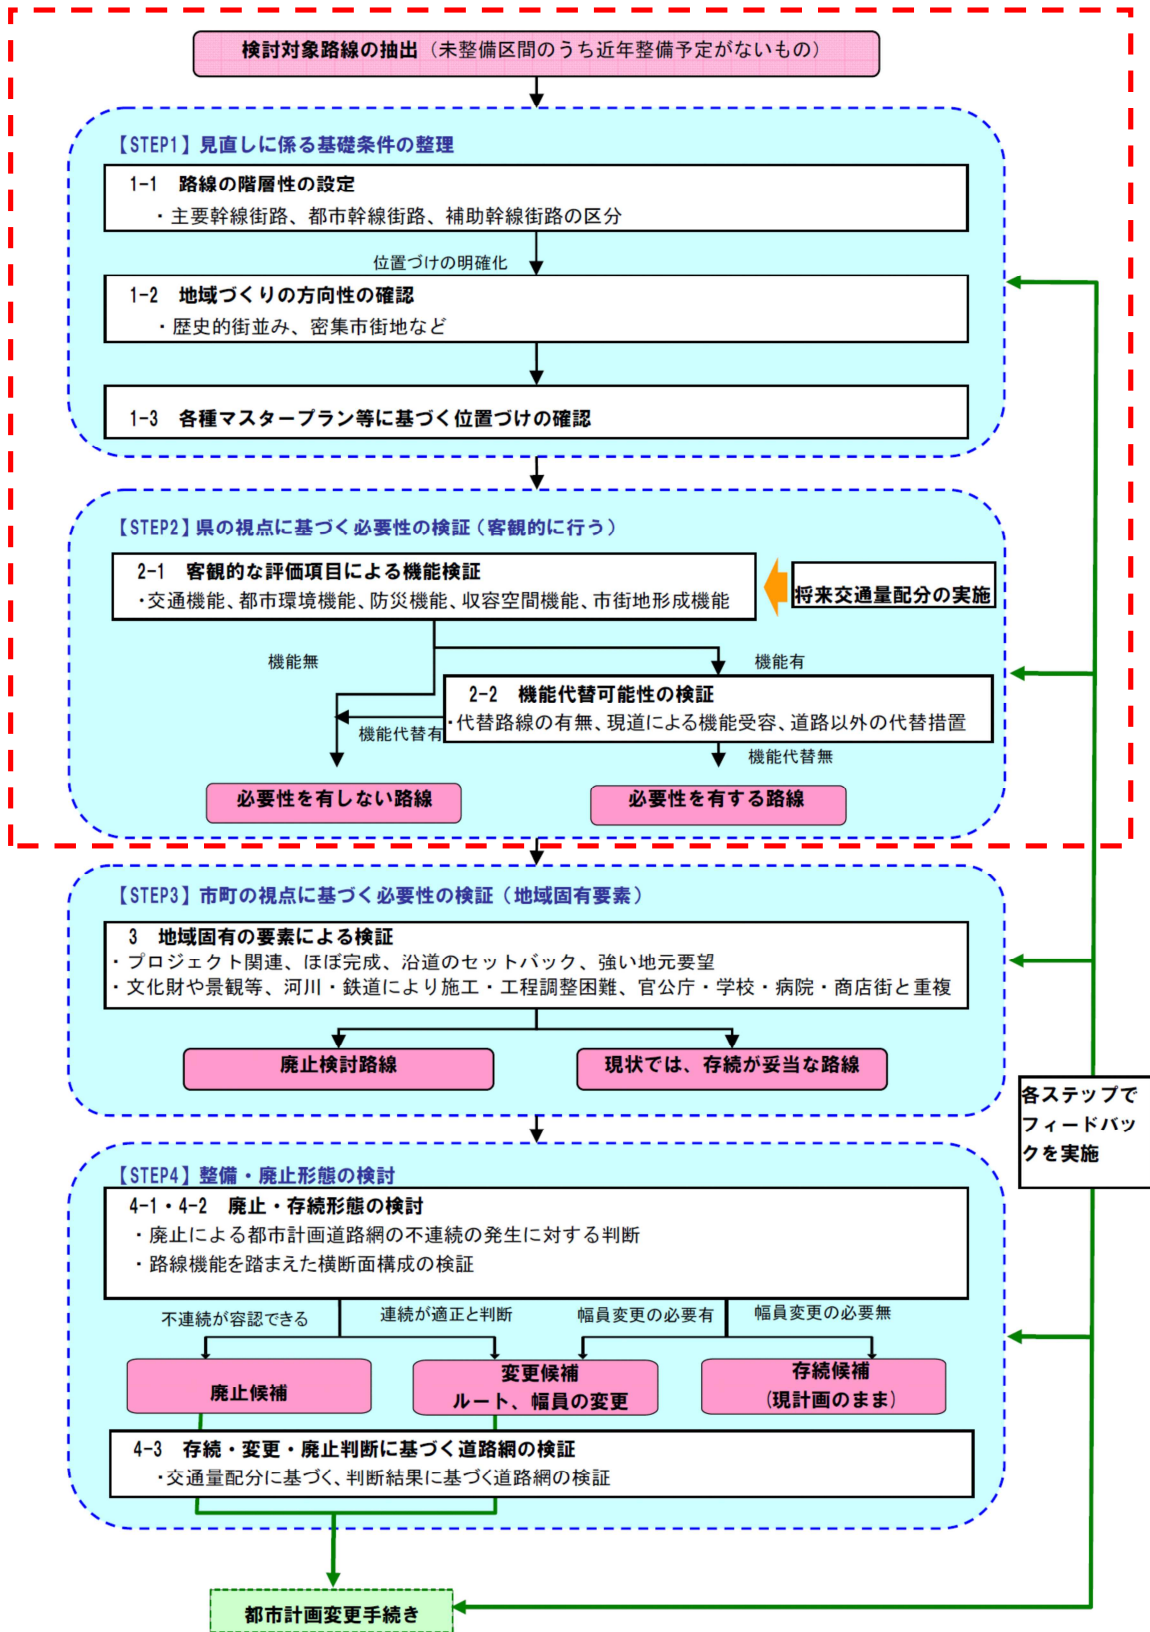 検討対象路線の抽出（未整備区間のうち近年整備予定がないもの）
【STEP1】見直しに係る基礎条件の整理
1-1 路線の階層性の設定
・主要幹線街路、都市幹線街路、補助幹線街路の区分
位置づけの明確化
1-2 地域づくりの方向性の確認
・歴史的街並み、密集市街地など
1-3 各種マスタープラン等に基づく位置づけの確認
【STEP2】県の視点に基づく必要性の検証（客観的に行う）
2-1 客観的な評価項目による機能検証
・交通機能、都市環境機能、防災機能、収容空間機能、市街地形成機能
将来交通量配分の実施
機能無
機能有
2-2 機能代替可能性の検証
・代替路線の有無、現道による機能受容、道路以外の代替措置
機能代替有
機能代替無
必要性を有しない路線
必要性を有する路線
【STEP3】市町の視点に基づく必要性の検証（地域固有要素）
3 地域固有の要素による検証
・プロジェクト関連、ほぼ完成、沿道のセットバック、強い地元要望
・文化財や景観等、河川・鉄道により施工・工程調整困難、官公庁・学校・病院・商店街と重複
廃止検討路線
現状では、存続が妥当な路線
各ステップで
フィードバッ
クを実施
【STEP4】整備・廃止形態の検討
4-1・4-2 廃止・存続形態の検討
・廃止による都市計画道路網の不連続の発生に対する判断
・路線機能を踏まえた横断面構成の検証
不連続が容認できる
連続が適正と判断
幅員変更の必要有
幅員変更の必要無
廃止候補
変更候補
ルート、幅員の変更
存続候補
(現計画のまま)
4-3 存続・変更・廃止判断に基づく道路網の検証
・交通量配分に基づく、判断結果に基づく道路網の検証
都市計画変更手続き